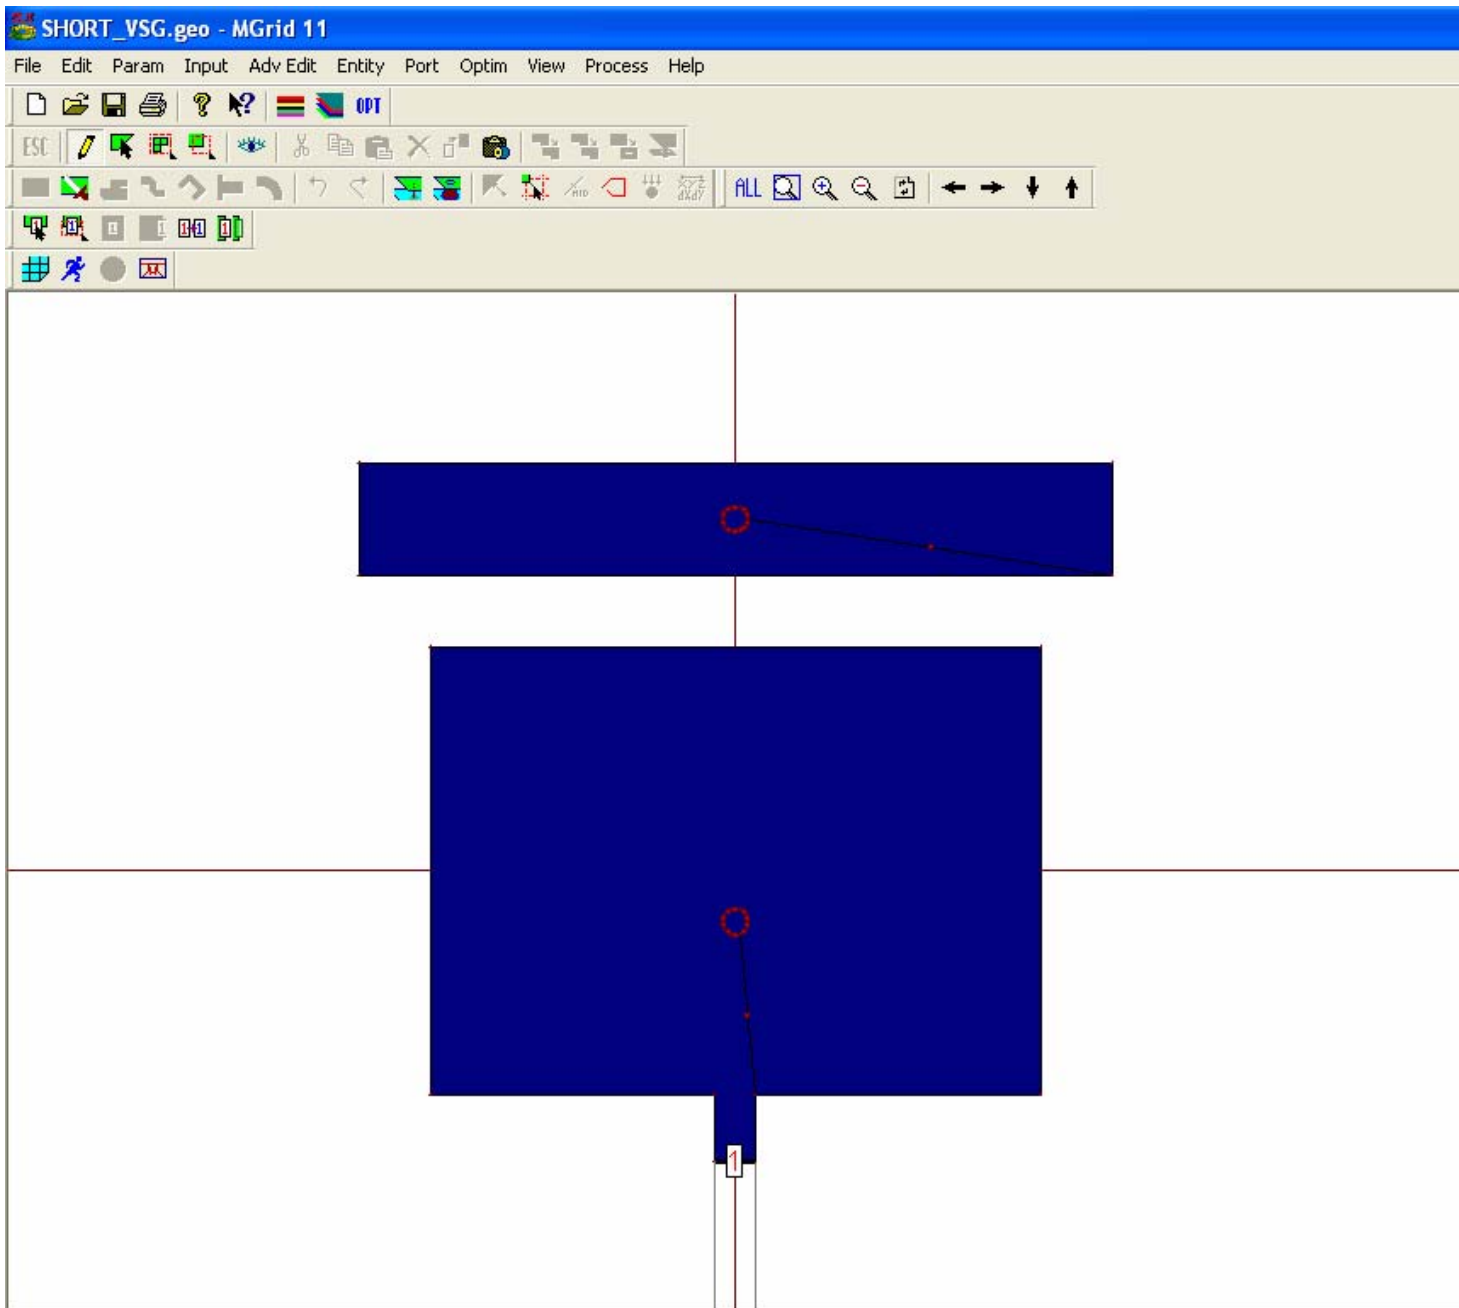 SHORT_VSG.geo - MGrid 11
File Edit Param Input Adv Edit Entity Port Optim View Process Help
OPT
ESC
ALL
1